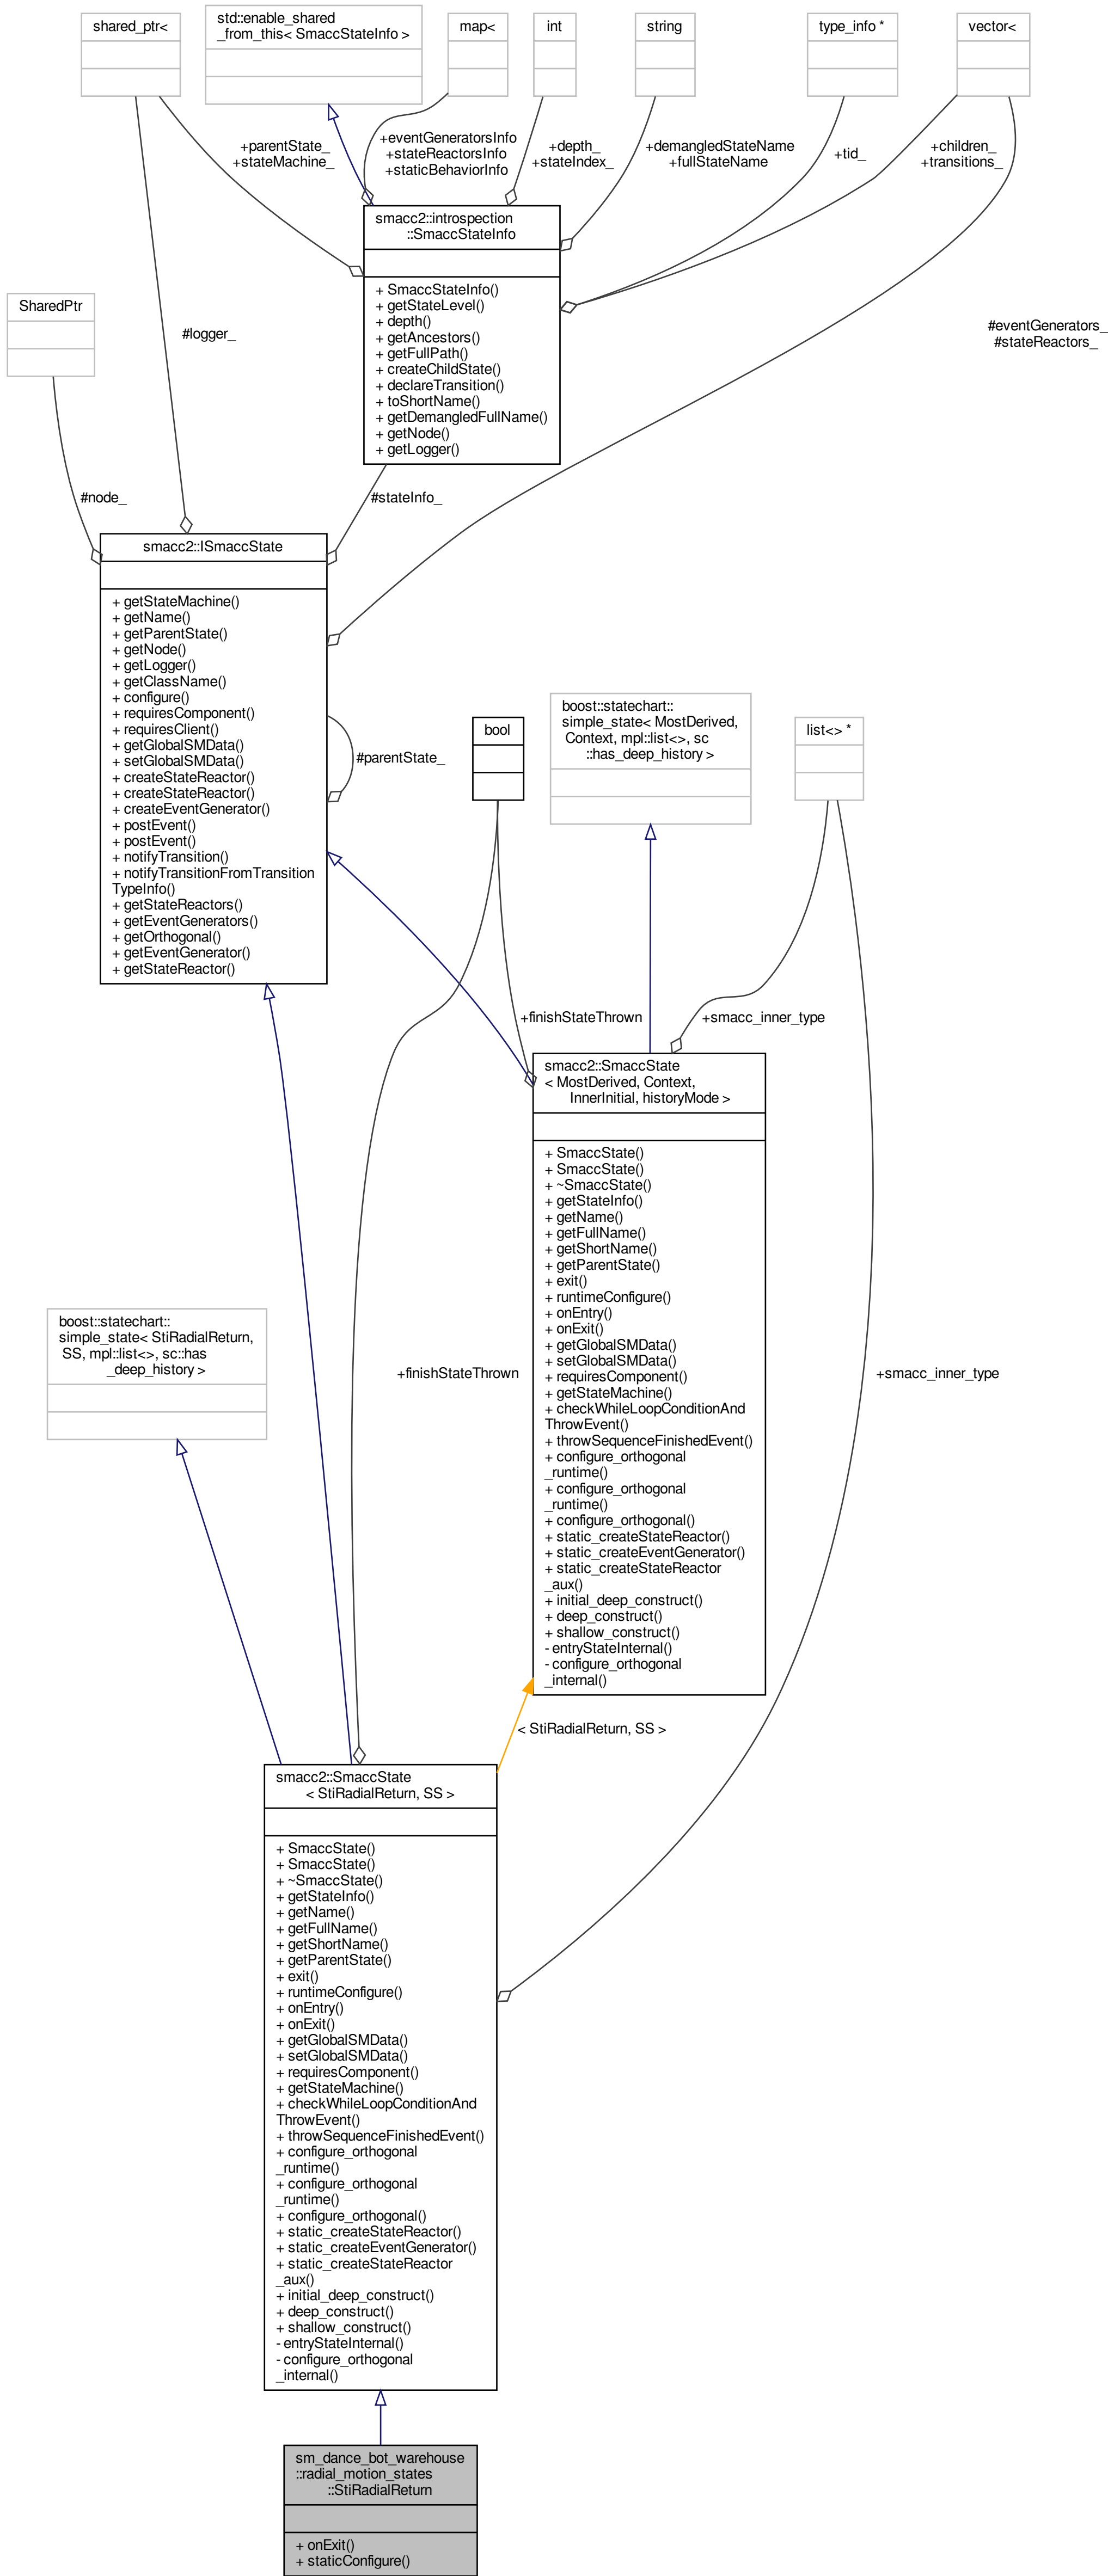 shared_ptr<
std::enable_shared
_from_this< SmaccStateInfo >
map<
int
string
type_info *
vector<
+parentState_
+stateMachine_
+eventGeneratorsInfo
+stateReactorsInfo
+staticBehaviorInfo
+depth_
+stateIndex_
+demangledStateName
+fullStateName
+tid_
+children_
+transitions_
smacc2::introspection
::SmaccStateInfo
+ SmaccStateInfo()
+ getStateLevel()
+ depth()
+ getAncestors()
+ getFullPath()
+ createChildState()
+ declareTransition()
+ toShortName()
+ getDemangledFullName()
+ getNode()
+ getLogger()
SharedPtr
#logger_
#eventGenerators_
#stateReactors_
#node_
#stateInfo_
smacc2::ISmaccState
+ getStateMachine()
+ getName()
+ getParentState()
+ getNode()
+ getLogger()
+ getClassName()
+ configure()
+ requiresComponent()
+ requiresClient()
+ getGlobalSMData()
+ setGlobalSMData()
+ createStateReactor()
+ createStateReactor()
+ createEventGenerator()
+ postEvent()
+ postEvent()
+ notifyTransition()
+ notifyTransitionFromTransition
TypeInfo()
+ getStateReactors()
+ getEventGenerators()
+ getOrthogonal()
+ getEventGenerator()
+ getStateReactor()
#parentState_
bool
boost::statechart::
simple_state< MostDerived,
Context, mpl::list<>, sc
::has_deep_history >
list<> *
+finishStateThrown
+smacc_inner_type
smacc2::SmaccState
< MostDerived, Context,
InnerInitial, historyMode >
+ SmaccState()
+ SmaccState()
+ ~SmaccState()
+ getStateInfo()
+ getName()
+ getFullName()
+ getShortName()
+ getParentState()
+ exit()
+ runtimeConfigure()
+ onEntry()
+ onExit()
+ getGlobalSMData()
+ setGlobalSMData()
+ requiresComponent()
+ getStateMachine()
+ checkWhileLoopConditionAnd
ThrowEvent()
+ throwSequenceFinishedEvent()
+ configure_orthogonal
_runtime()
+ configure_orthogonal
_runtime()
+ configure_orthogonal()
+ static_createStateReactor()
+ static_createEventGenerator()
+ static_createStateReactor
_aux()
+ initial_deep_construct()
+ deep_construct()
+ shallow_construct()
- entryStateInternal()
- configure_orthogonal
_internal()
boost::statechart::
simple_state< StiRadialReturn,
SS, mpl::list<>, sc::has
_deep_history >
+finishStateThrown
+smacc_inner_type
< StiRadialReturn, SS >
smacc2::SmaccState
< StiRadialReturn, SS >
+ SmaccState()
+ SmaccState()
+ ~SmaccState()
+ getStateInfo()
+ getName()
+ getFullName()
+ getShortName()
+ getParentState()
+ exit()
+ runtimeConfigure()
+ onEntry()
+ onExit()
+ getGlobalSMData()
+ setGlobalSMData()
+ requiresComponent()
+ getStateMachine()
+ checkWhileLoopConditionAnd
ThrowEvent()
+ throwSequenceFinishedEvent()
+ configure_orthogonal
_runtime()
+ configure_orthogonal
_runtime()
+ configure_orthogonal()
+ static_createStateReactor()
+ static_createEventGenerator()
+ static_createStateReactor
_aux()
+ initial_deep_construct()
+ deep_construct()
+ shallow_construct()
- entryStateInternal()
- configure_orthogonal
_internal()
sm_dance_bot_warehouse
::radial_motion_states
::StiRadialReturn
+ onExit()
+ staticConfigure()